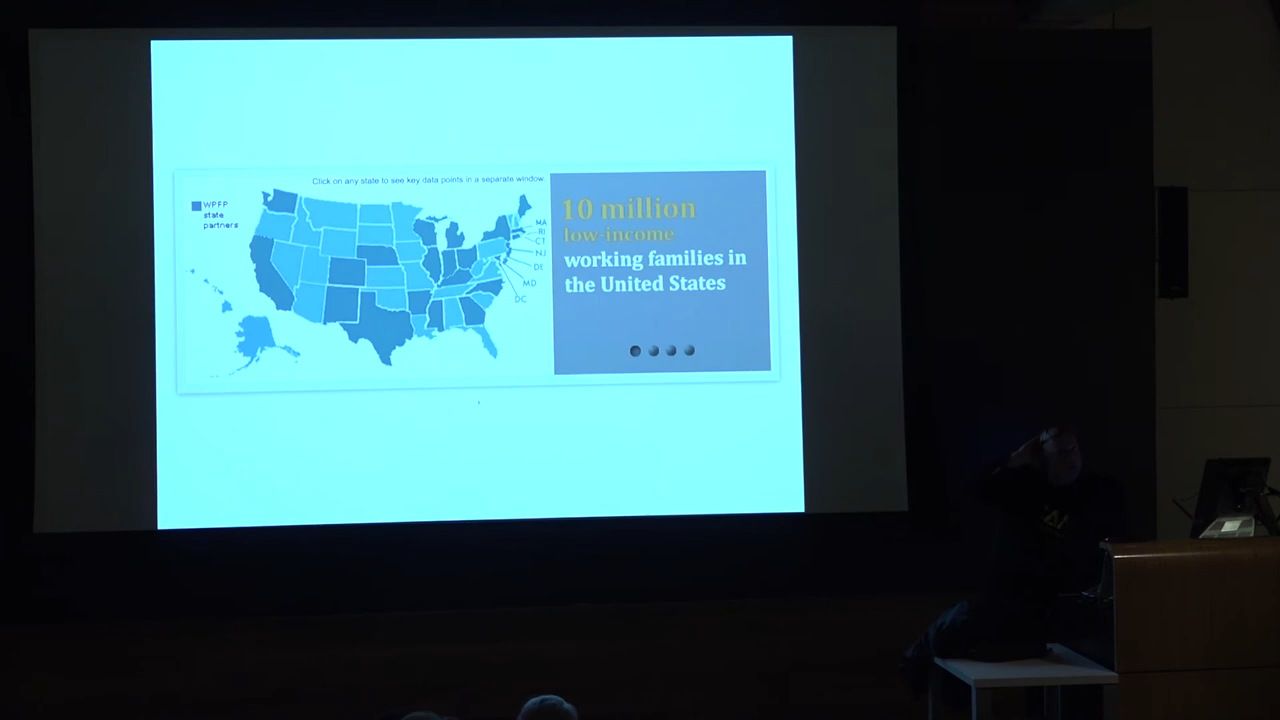 Click on any state to see key data points in a separate window.
WPFP
state
partners
MA
RI
CT
NJ
DE
MD
DC
10 million
low-income
working families in
the United States